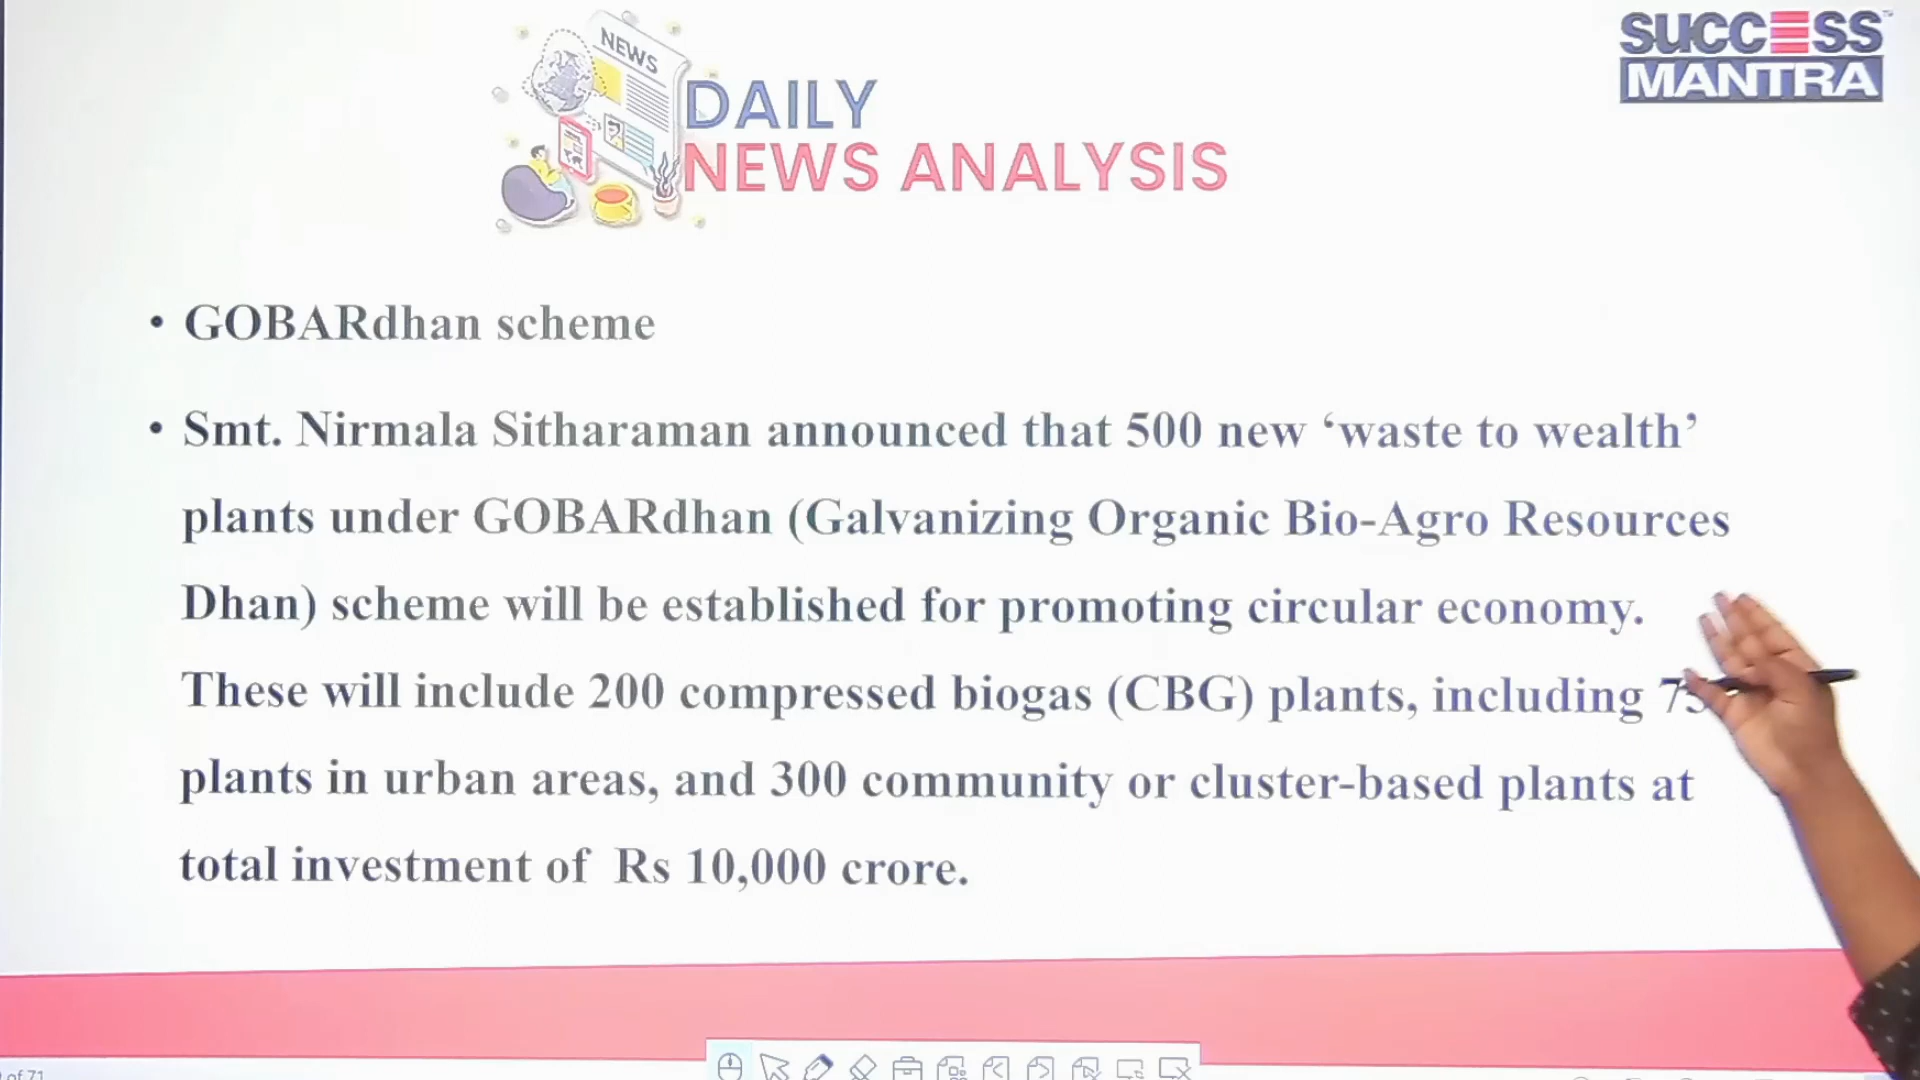 NEWS
SUCCESS
MANTRA
DAILY
NEWS ANALYSIS
• GOBARdhan scheme
• Smt. Nirmala Sitharaman announced that 500 new ‘waste to wealth’
plants under GOBARdhan (Galvanizing Organic Bio-Agro Resources
Dhan) scheme will be established for promoting circular economy.
These will include 200 compressed biogas (CBG) plants, including 75
plants in urban areas, and 300 community or cluster-based plants at
total investment of Rs 10,000 crore.
of 71